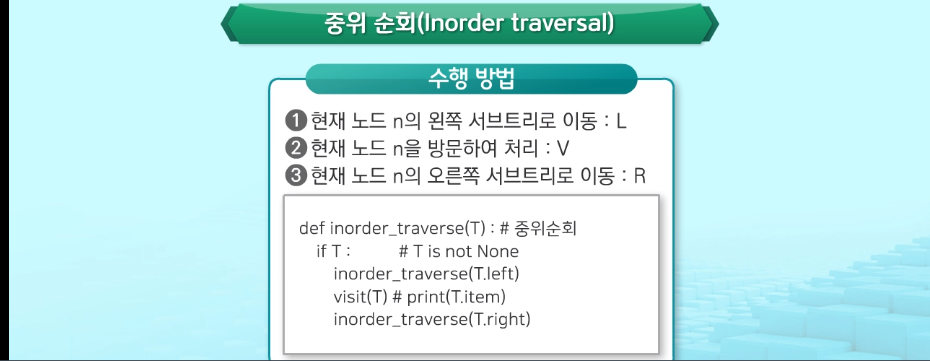 중위 순회(Inorder traversal)
수행 방법
❶ 현재 노드 n의 왼쪽 서브트리로 이동 : L
❷ 현재 노드 n을 방문하여 처리 : V
❸ 현재 노드 n의 오른쪽 서브트리로 이동 : R
def inorder_traverse(T) : # 중위순회
if T : # T is not None
inorder_traverse(T.left)
visit(T) # print(T.item)
inorder_traverse(T.right)